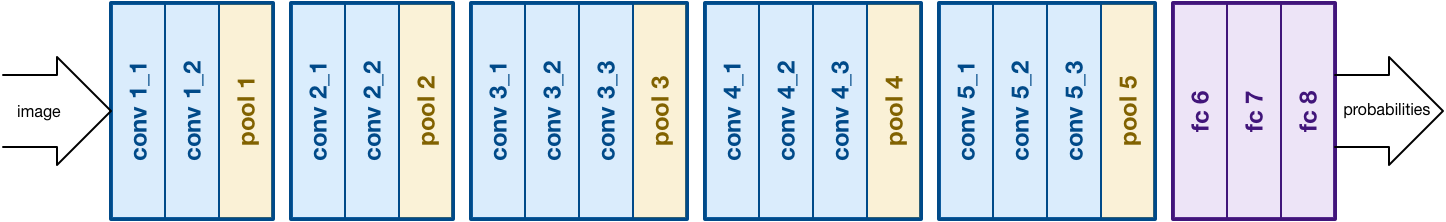 image
conv 1_1
conv 1_2
pool 1
conv 2_1
conv 2_2
pool 2
conv 3_1
conv 3_2
conv 3_3
pool 3
conv 4_1
conv 4_2
conv 4_3
pool 4
conv 5_1
conv 5_2
conv 5_3
pool 5
fc 6
fc 7
fc 8
probabilities